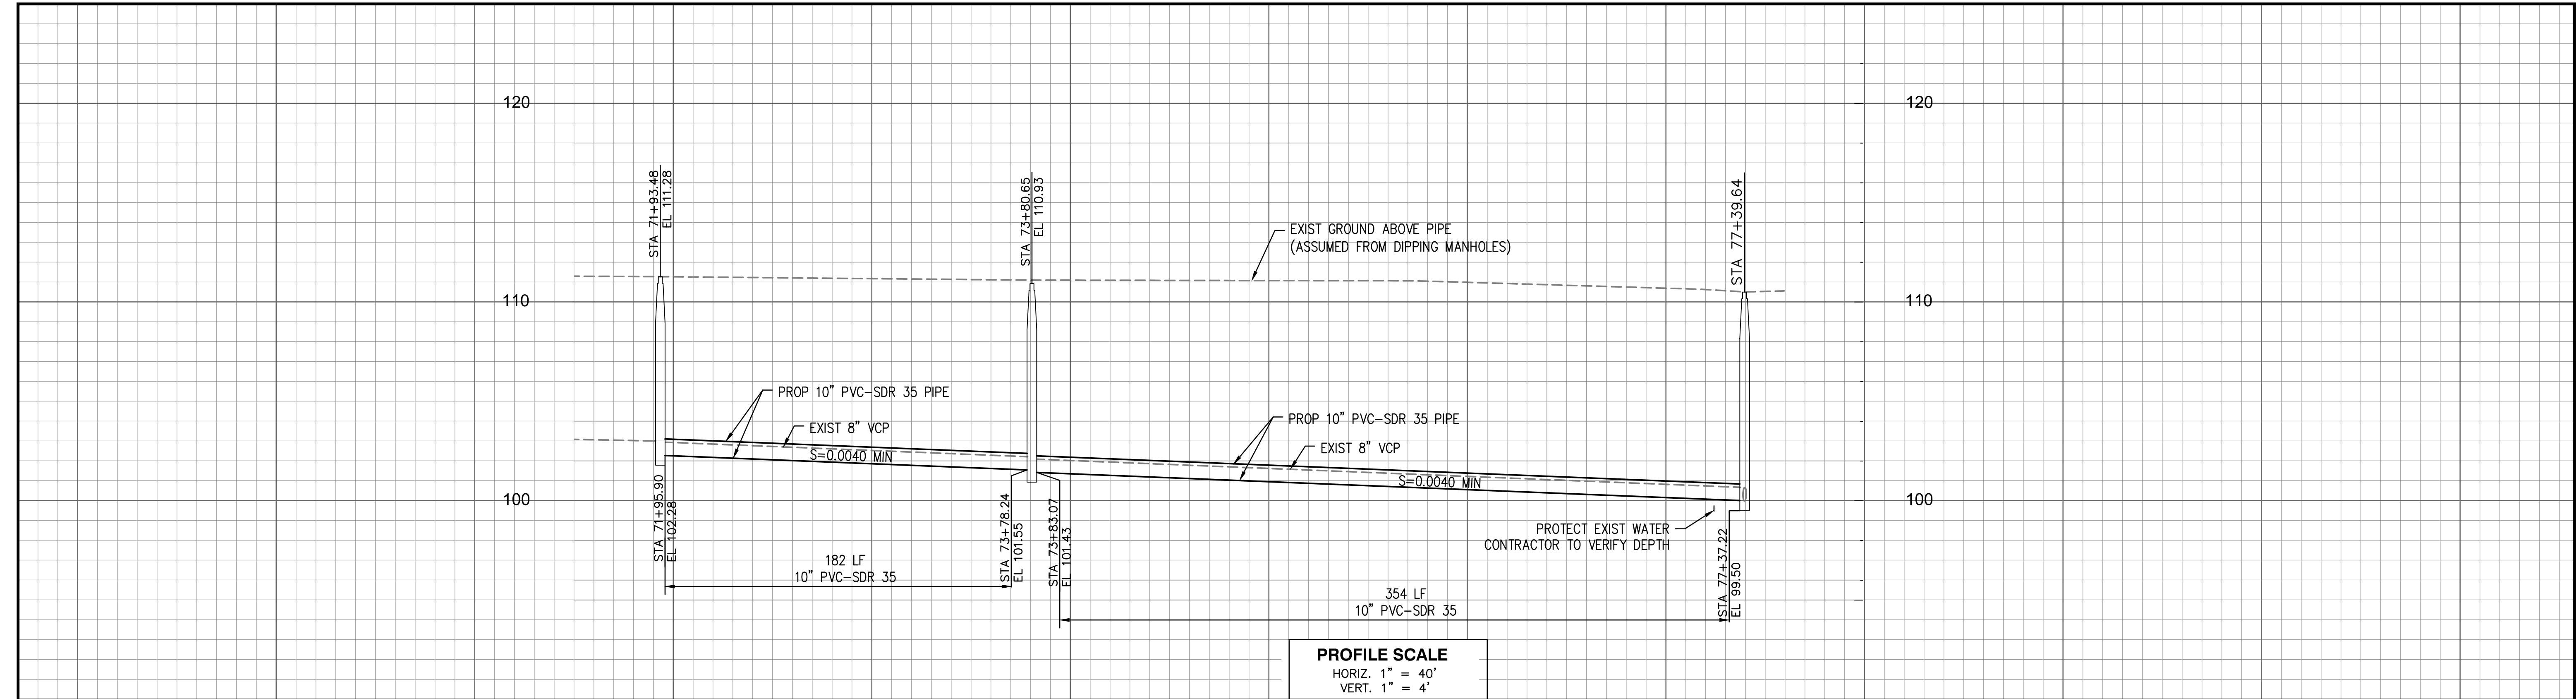 120
120
STA 71+93.48
EL 111.28
STA 73+80.65
EL 110.93
STA 77+39.64
EXIST GROUND ABOVE PIPE
(ASSUMED FROM DIPPING MANHOLES)
110
110
PROP 10" PVC-SDR 35 PIPE
EXIST 8" VCP
S=0.0040 MIN
PROP 10" PVC-SDR 35 PIPE
EXIST 8" VCP
S=0.0040 MIN
100
100
STA 71+95.90
EL 102.28
STA 73+78.24
EL 101.55
STA 73+83.07
EL 101.43
PROTECT EXIST WATER
CONTRACTOR TO VERIFY DEPTH
STA 77+37.22
EL 99.50
182 LF
10" PVC-SDR 35
354 LF
10" PVC-SDR 35
PROFILE SCALE
HORIZ. 1" = 40'
VERT. 1" = 4'